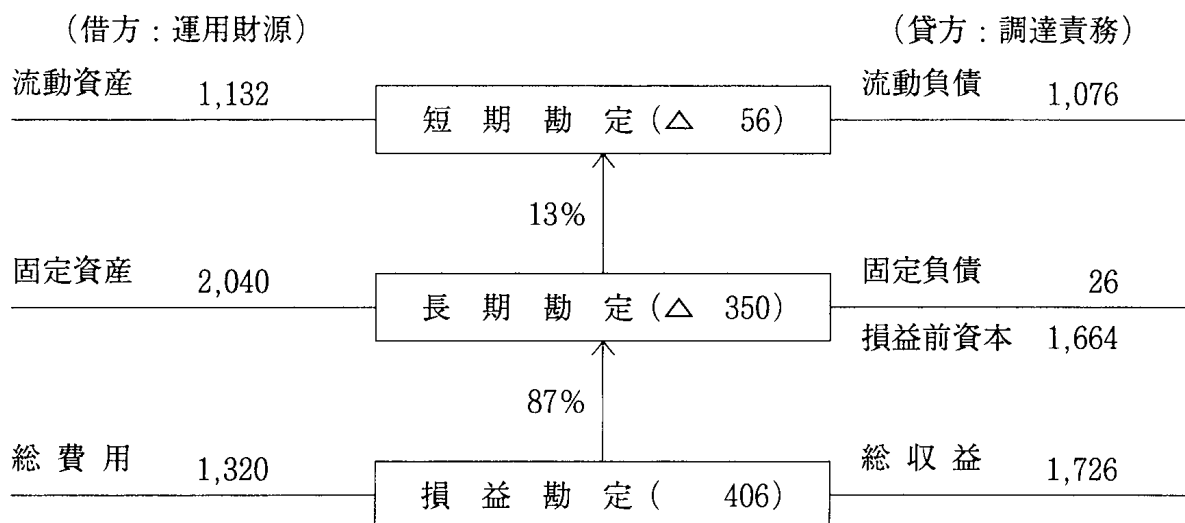 （借方：運用財源）　（貸方：調達責務）
流動資産　1,132　短　期　勘　定（△　56）　流動負債　1,076
13%
固定資産　2,040　長　期　勘　定（△　350）　固定負債　26
損益前資本　1,664
87%
総 費 用　1,320　損　益　勘　定（　406）　総 収 益　1,726